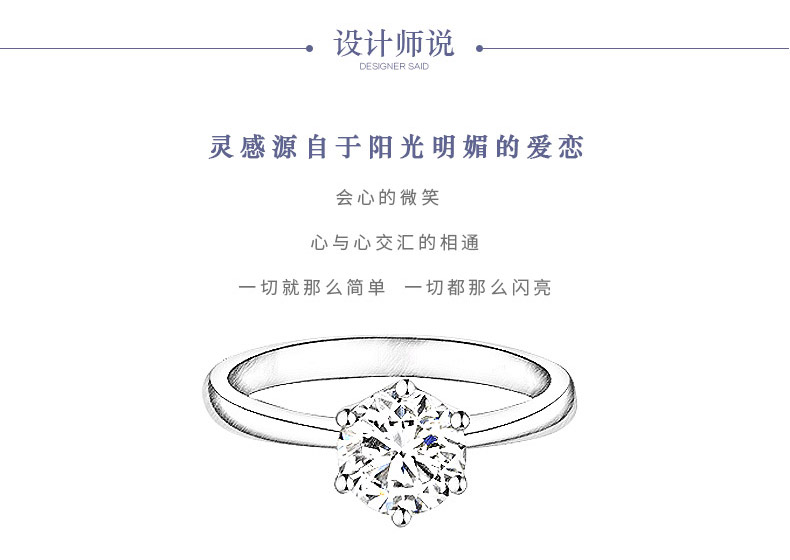 设计师说
DESIGNER SAID
灵感源自于阳光明媚的爱恋
会心的微笑
心与心交汇的相通
一切就那么简单 一切都那么闪亮